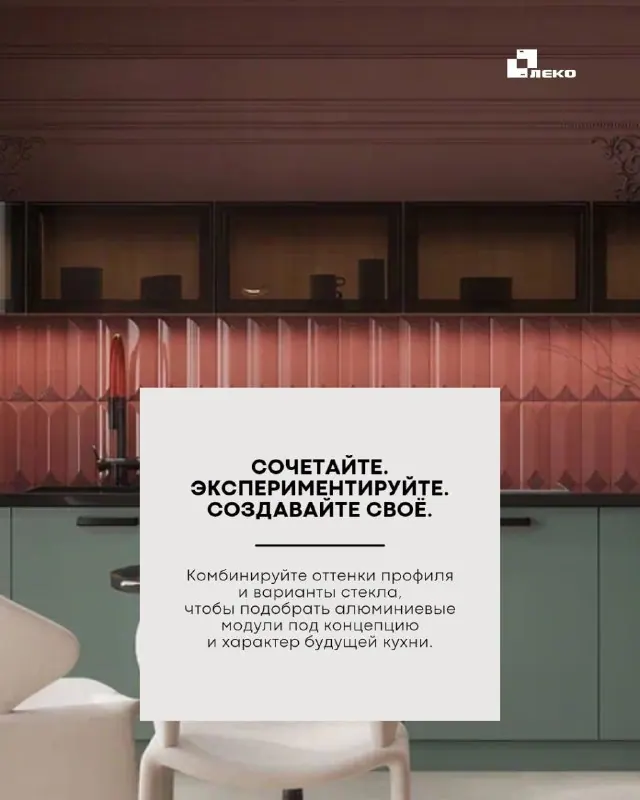 ЛЕКО
СОЧЕТАЙТЕ.
ЭКСПЕРИМЕНТИРУЙТЕ.
СОЗДАВАЙТЕ СВОЁ.
Комбинируйте оттенки профиля
и варианты стекла,
чтобы подобрать алюминиевые
модули под концепцию
и характер будущей кухни.